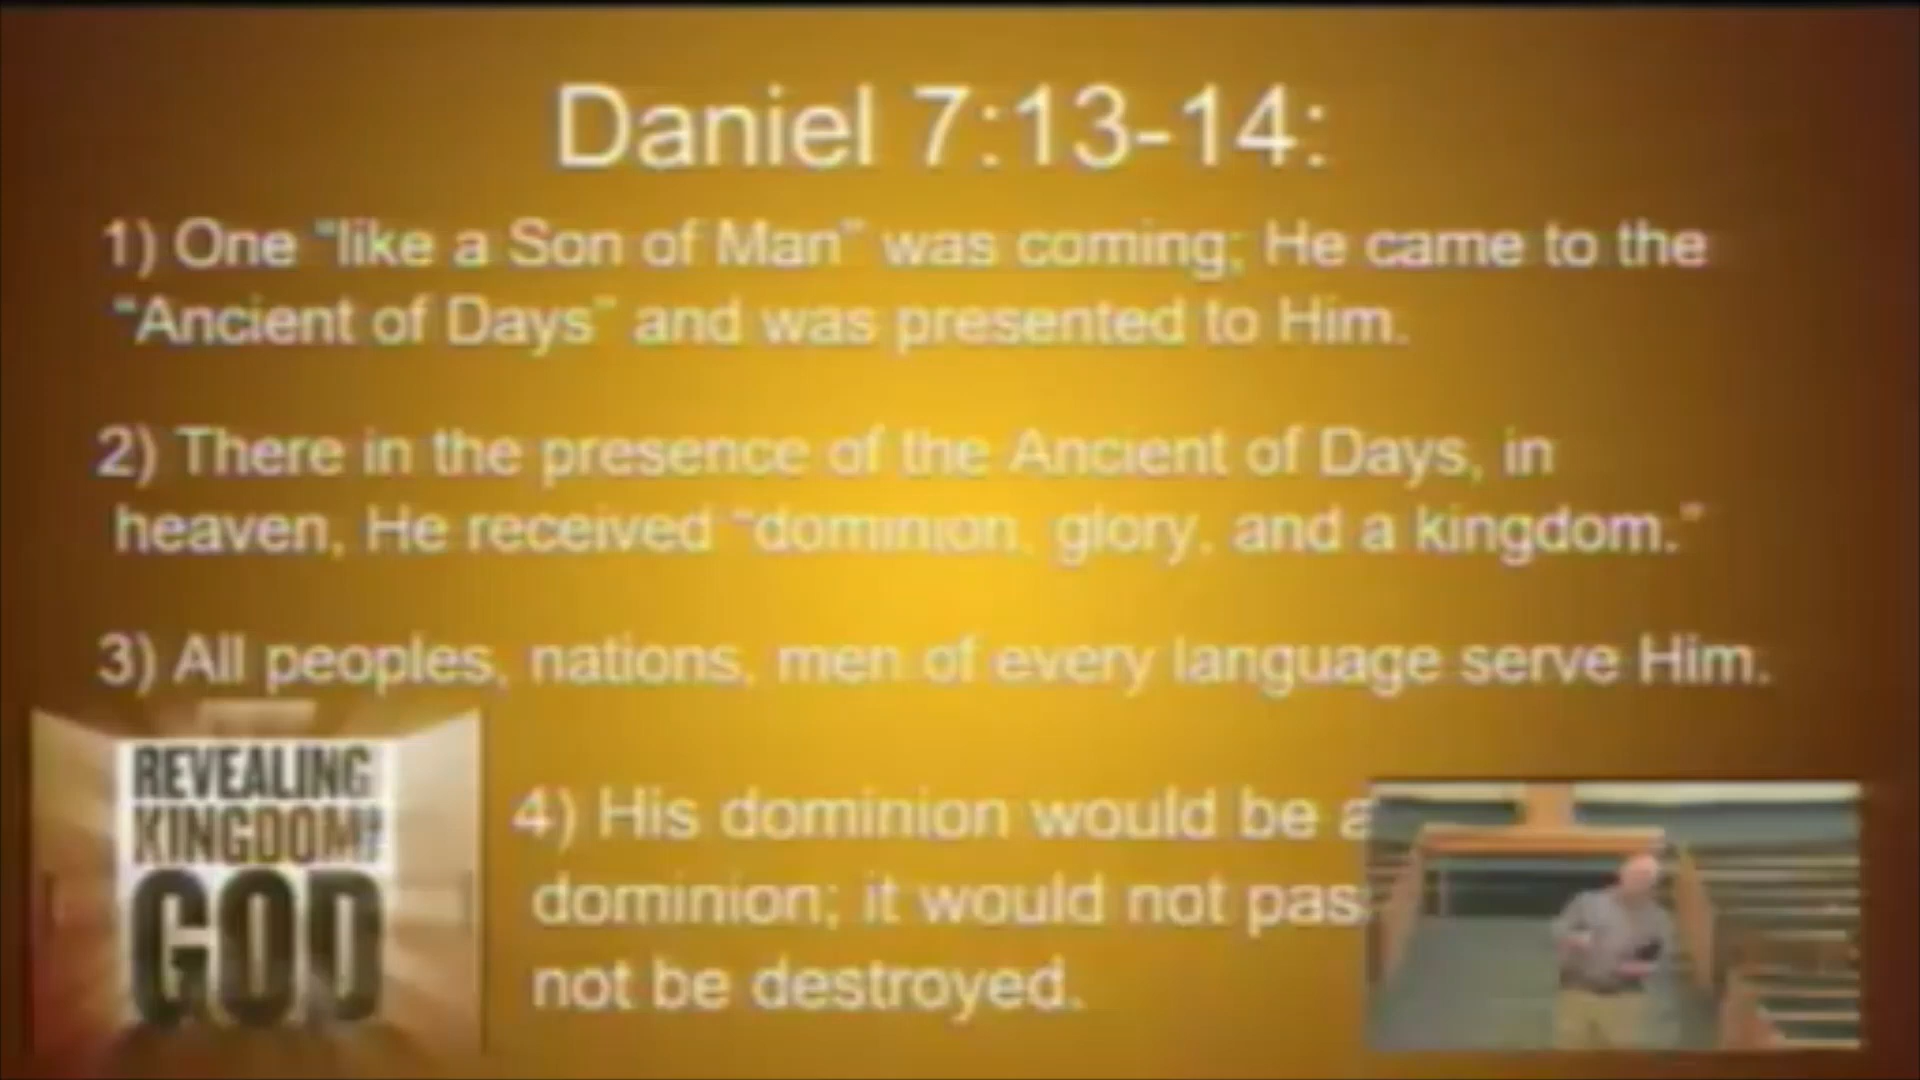 Daniel 7:13-14:
1) One “like a Son of Man” was coming; He came to the
“Ancient of Days” and was presented to Him.
2) There in the presence of the Ancient of Days, in
heaven, He received “dominion, glory, and a kingdom.”
3) All peoples, nations, men of every language serve Him.
REVEALING
KINGDOM OF
GOD
4) His dominion would be
dominion; it would not
not be destroyed.